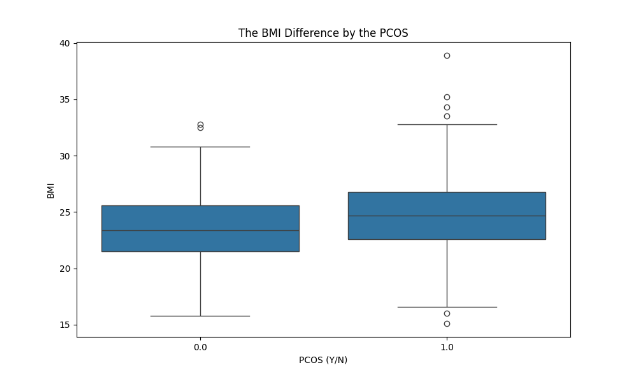 The BMI Difference by the PCOS
40
35
30
25
20
15
BMI
0.0
1.0
PCOS (Y/N)